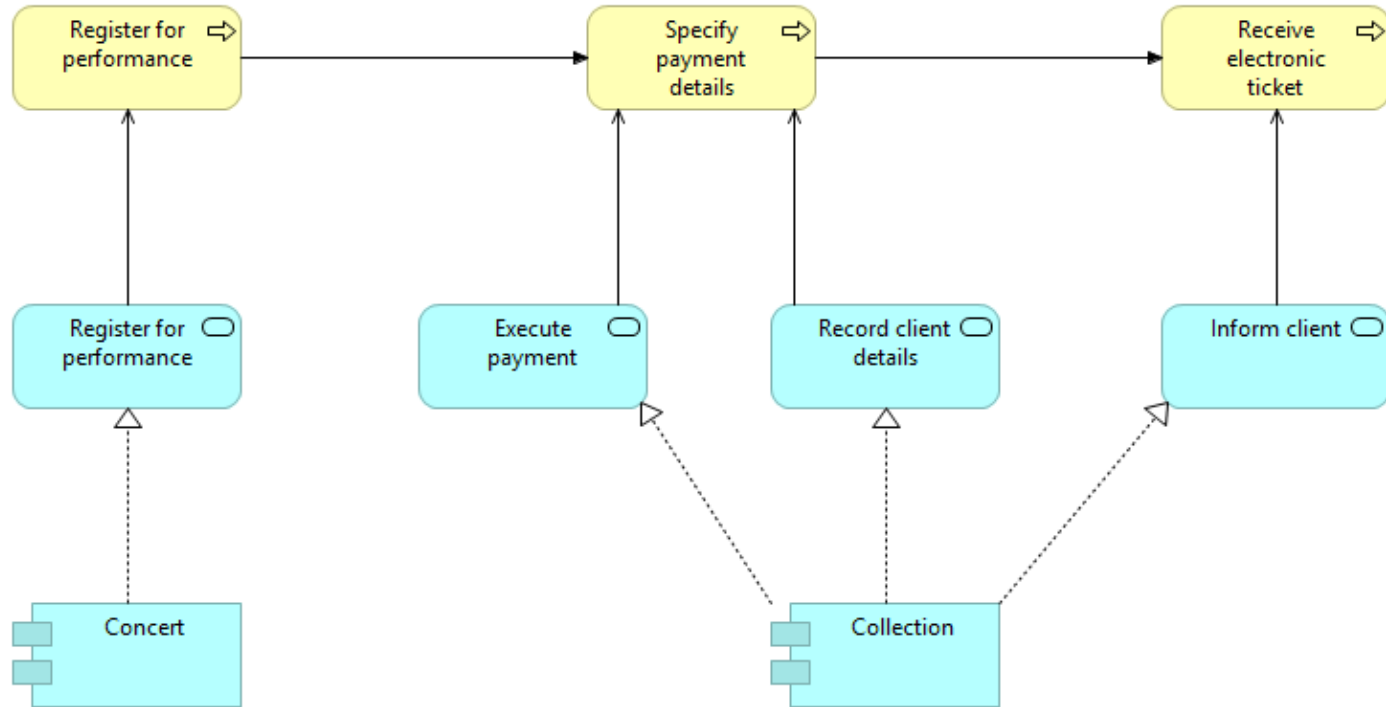 Register for
performance
Specify
payment
details
Receive
electronic
ticket
Register for
performance
Execute
payment
Record client
details
Inform client
Concert
Collection